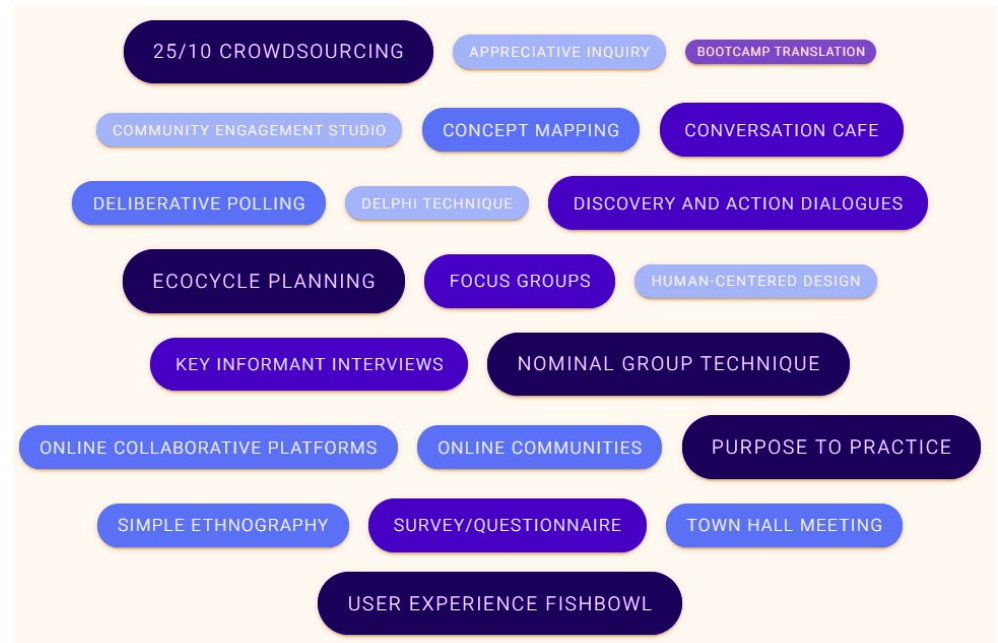 25/10 CROWDSOURCING
APPRECIATIVE INQUIRY
BOOTCAMP TRANSLATION
COMMUNITY ENGAGEMENT STUDIO
CONCEPT MAPPING
CONVERSATION CAFE
DELIBERATIVE POLLING
DELPHI TECHNIQUE
DISCOVERY AND ACTION DIALOGUES
ECOCYCLE PLANNING
FOCUS GROUPS
HUMAN-CENTERED DESIGN
KEY INFORMANT INTERVIEWS
NOMINAL GROUP TECHNIQUE
ONLINE COLLABORATIVE PLATFORMS
ONLINE COMMUNITIES
PURPOSE TO PRACTICE
SIMPLE ETHNOGRAPHY
SURVEY/QUESTIONNAIRE
TOWN HALL MEETING
USER EXPERIENCE FISHBOWL